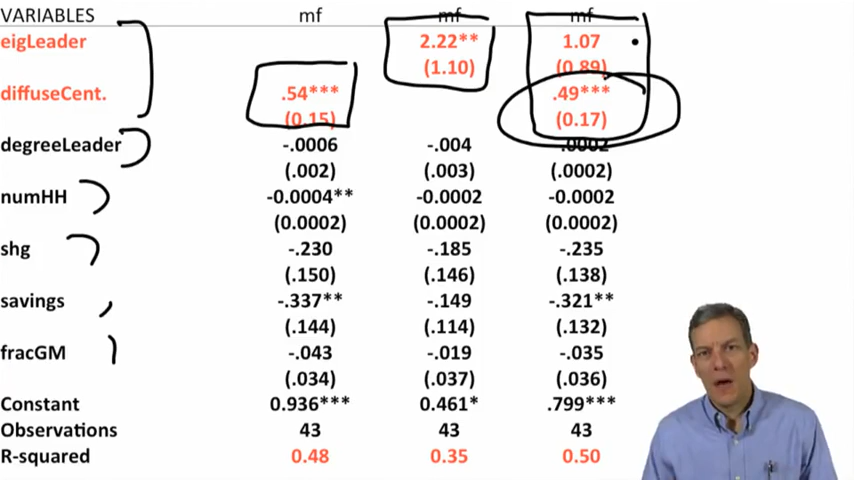 VARIABLES mf mf mf
eigLeader 2.22** 1.07
(1.10) (0.89)
diffuseCent. .54*** .49***
(0.15) (0.17)
degreeLeader -.0006 -.004 .0002
(.002) (.003) (.0002)
numHH -0.0004** -0.0002 -0.0002
(0.0002) (0.0002) (0.0002)
shg -.230 -.185 -.235
(.150) (.146) (.138)
savings -.337** -.149 -.321**
(.144) (.114) (.132)
fracGM -.043 -.019 -.035
(.034) (.037) (.036)
Constant 0.936*** 0.461* .799***
Observations 43 43 43
R-squared 0.48 0.35 0.50